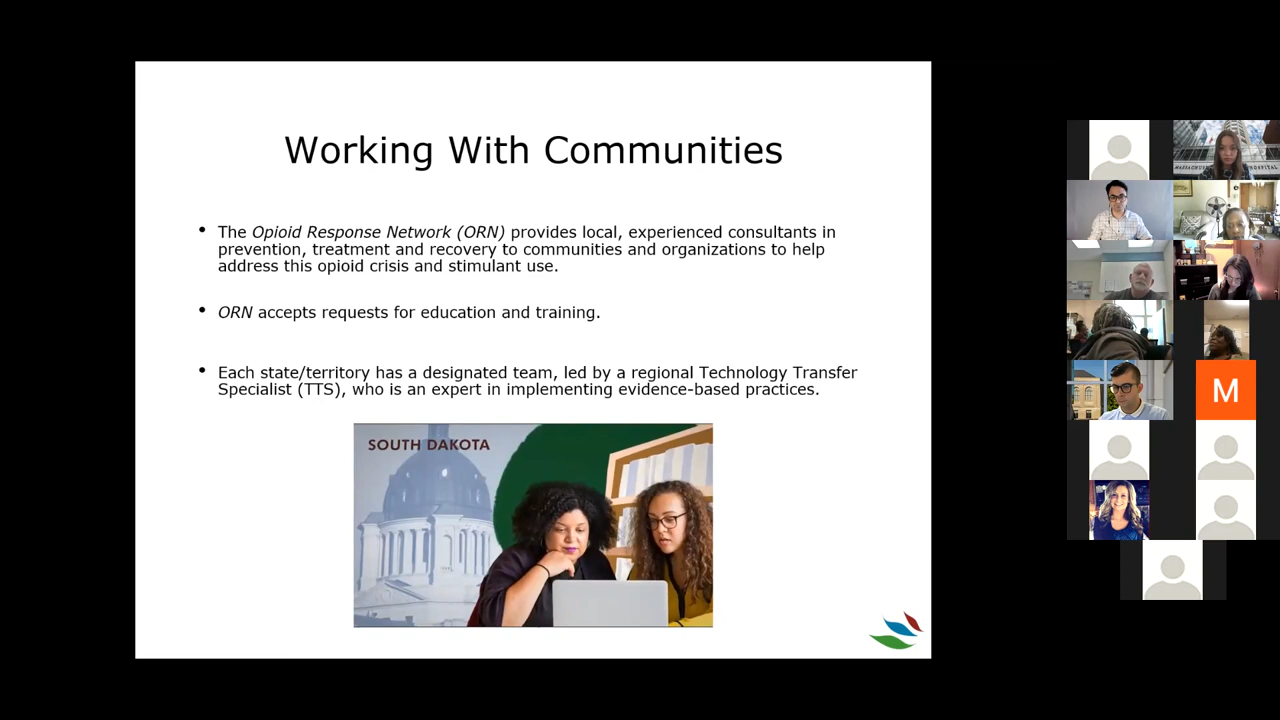 Working With Communities
• The Opioid Response Network (ORN) provides local, experienced consultants in
prevention, treatment and recovery to communities and organizations to help
address this opioid crisis and stimulant use.
• ORN accepts requests for education and training.
• Each state/territory has a designated team, led by a regional Technology Transfer
Specialist (TTS), who is an expert in implementing evidence-based practices.
SOUTH DAKOTA
HOSPITAL
M